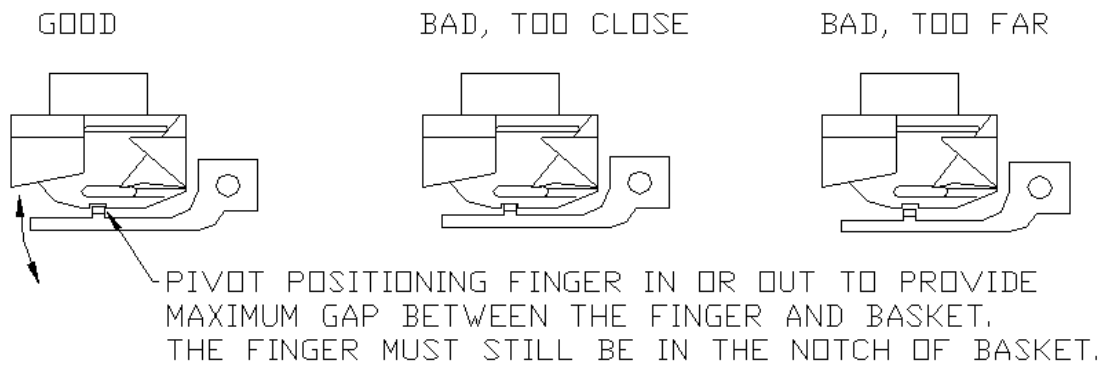 GOOD
BAD, TOO CLOSE
BAD, TOO FAR
PIVOT POSITIONING FINGER IN OR OUT TO PROVIDE
MAXIMUM GAP BETWEEN THE FINGER AND BASKET.
THE FINGER MUST STILL BE IN THE NOTCH OF BASKET.